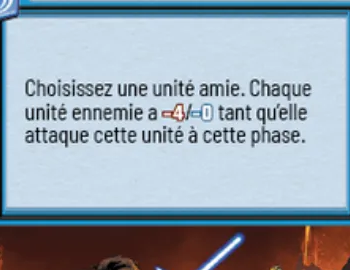 Choisissez une unité amie. Chaque
unité ennemie a -4/-0 tant qu'elle
attaque cette unité à cette phase.